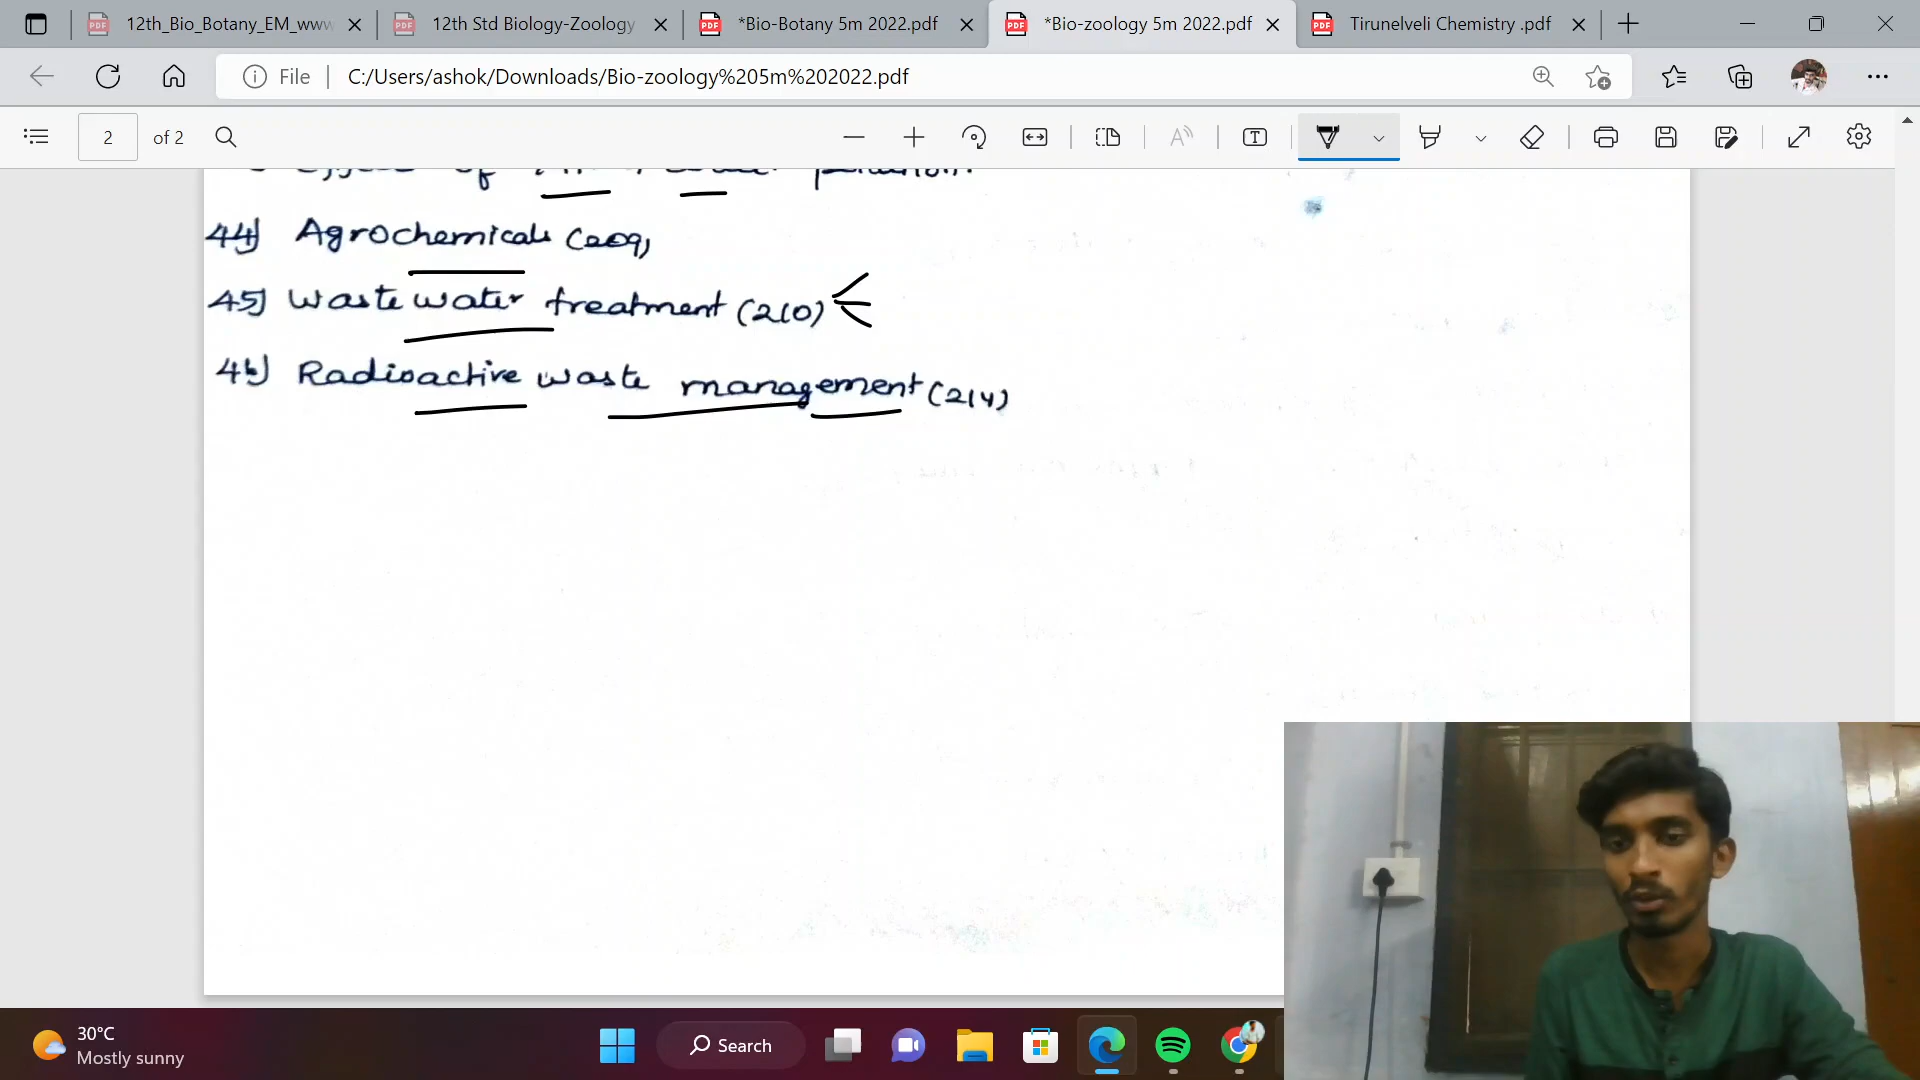 12th_Bio_Botany_EM_www
12th Std Biology-Zoology
*Bio-Botany 5m 2022.pdf
*Bio-zoology 5m 2022.pdf
Tirunelveli Chemistry .pdf
File
C:/Users/ashok/Downloads/Bio-zoology%205m%202022.pdf
2 of 2
of
44) Agrochemicals (209)
45) Waste water treatment (210)
46) Radioactive waste management (214)
30°C
Mostly sunny
Search